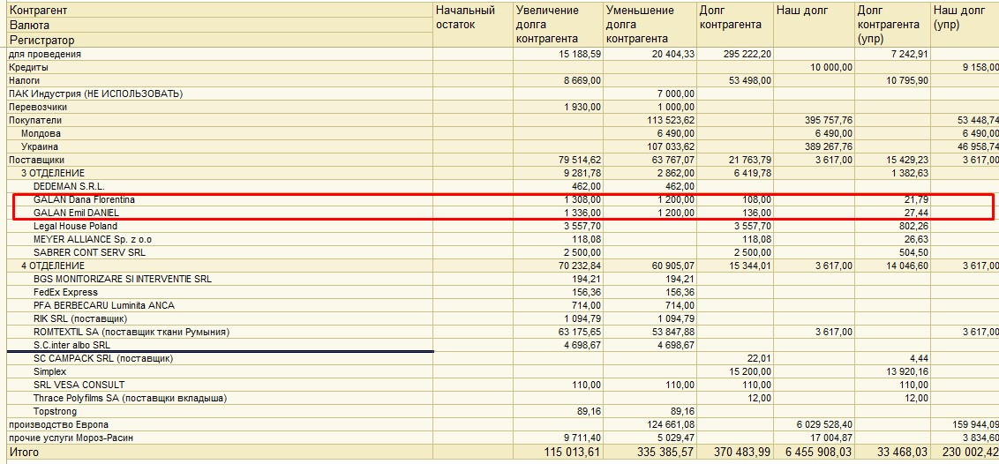 Контрагент Начальный остаток Увеличение долга контрагента Уменьшение долга контрагента Долг контрагента Наш долг Долг контрагента (упр) Наш долг (упр)
Валюта
Регистратор
для проведения 15 188,59 20 404,33 295 222,20 7 242,91
Кредиты 10 000,00 9 158,00
Налоги 8 669,00 53 498,00 10 795,90
ПАК Индустрия (НЕ ИСПОЛЬЗОВАТЬ) 7 000,00
Перевозчики 1 930,00 1 000,00
Покупатели 113 523,62 395 757,76 53 448,74
Молдова 6 490,00 6 490,00 6 490,00
Украина 107 033,62 389 267,76 46 958,74
Поставщики 79 514,62 63 767,07 21 763,79 3 617,00 15 429,23 3 617,00
3 ОТДЕЛЕНИЕ 9 281,78 2 862,00 6 419,78 1 382,63
DEDEMAN S.R.L. 462,00 462,00
GALAN Dana Florentina 1 308,00 1 200,00 108,00 21,79
GALAN Emil DANIEL 1 336,00 1 200,00 136,00 27,44
Legal House Poland 3 557,70 3 557,70 802,26
MEYER ALLIANCE Sp. z o.o 118,08 118,08 26,63
SABRER CONT SERV SRL 2 500,00 2 500,00 504,50
4 ОТДЕЛЕНИЕ 70 232,84 60 905,07 15 344,01 3 617,00 14 046,60 3 617,00
BGS MONITORIZARE SI INTERVENTIE SRL 194,21 194,21
FedEx Express 156,36 156,36
PFA BERBECARU Luminita ANCA 714,00 714,00
RIK SRL (поставщик) 1 094,79 1 094,79
ROMTEXTIL SA (поставщик ткани Румыния) 63 175,65 53 847,88 3 617,00 3 617,00
S.C.inter albo SRL 4 698,67 4 698,67
SC CAMPACK SRL (поставщик) 22,01 4,44
Simplex 15 200,00 13 920,16
SRL VESA CONSULT 110,00 110,00 110,00 110,00
Thrace Polyfilms SA (поставщки вкладыша) 12,00 12,00
Topstrong 89,16 89,16
производство Европа 124 661,08 6 029 528,40 159 944,09
прочие услуги Мороз-Расин 9 711,40 5 029,47 17 004,87 3 834,60
Итого 115 013,61 335 385,57 370 483,99 6 455 908,03 33 468,03 230 002,42